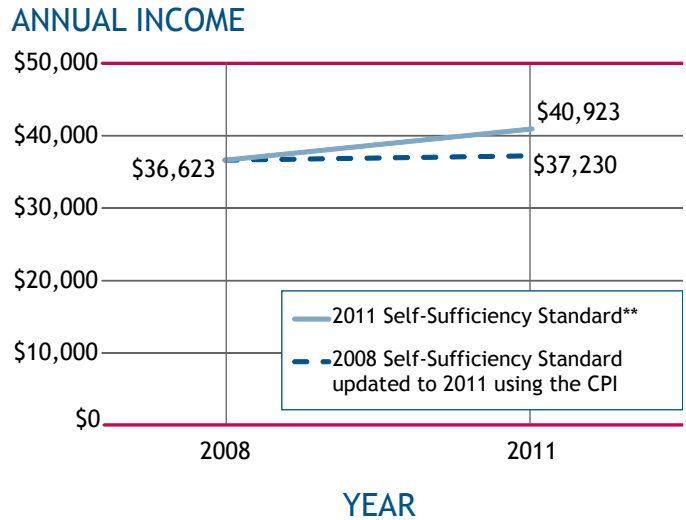 ANNUAL INCOME
$50,000
$40,923
$40,000
$36,623
$37,230
$30,000
$20,000
2011 Self-Sufficiency Standard**
$10,000
2008 Self-Sufficiency Standard
updated to 2011 using the CPI
$0
2008
2011
YEAR